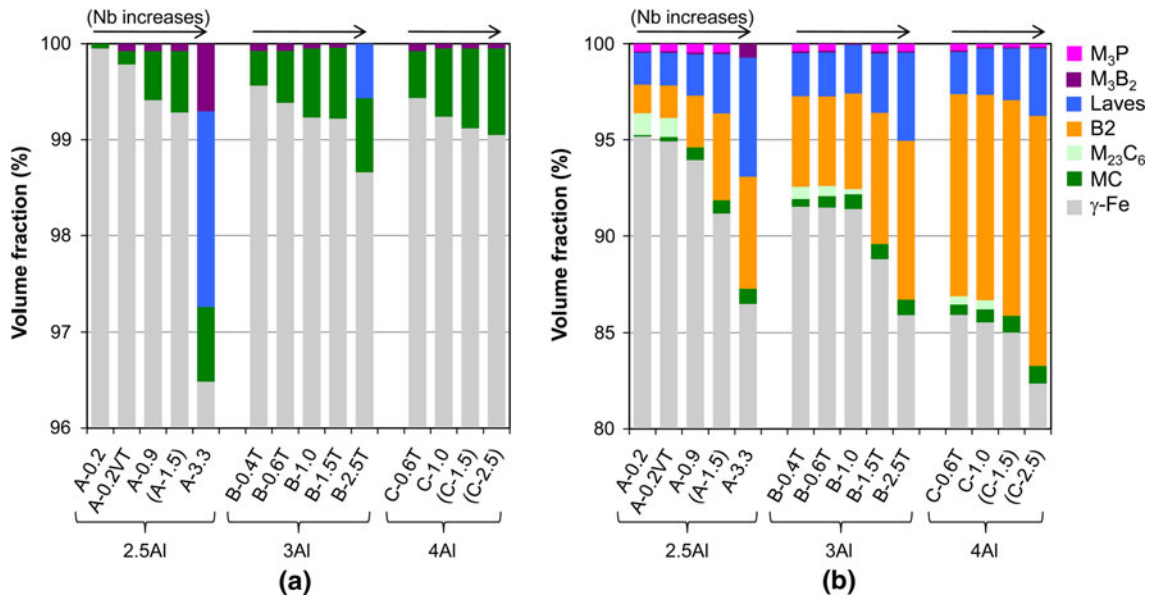 (Nb increases)
Volume fraction (%)
100
99
98
97
96
A-0.2
A-0.2VT
A-0.9
(A-1.5)
A-3.3
B-0.4T
B-0.6T
B-1.0
B-1.5T
B-2.5T
C-0.6T
C-1.0
(C-1.5)
(C-2.5)
2.5Al
3Al
4Al
(a)
(Nb increases)
Volume fraction (%)
100
95
90
85
80
A-0.2
A-0.2VT
A-0.9
(A-1.5)
A-3.3
B-0.4T
B-0.6T
B-1.0
B-1.5T
B-2.5T
C-0.6T
C-1.0
(C-1.5)
(C-2.5)
2.5Al
3Al
4Al
(b)
M₃P
M₃B₂
Laves
B2
M₂₃C₆
MC
γ-Fe